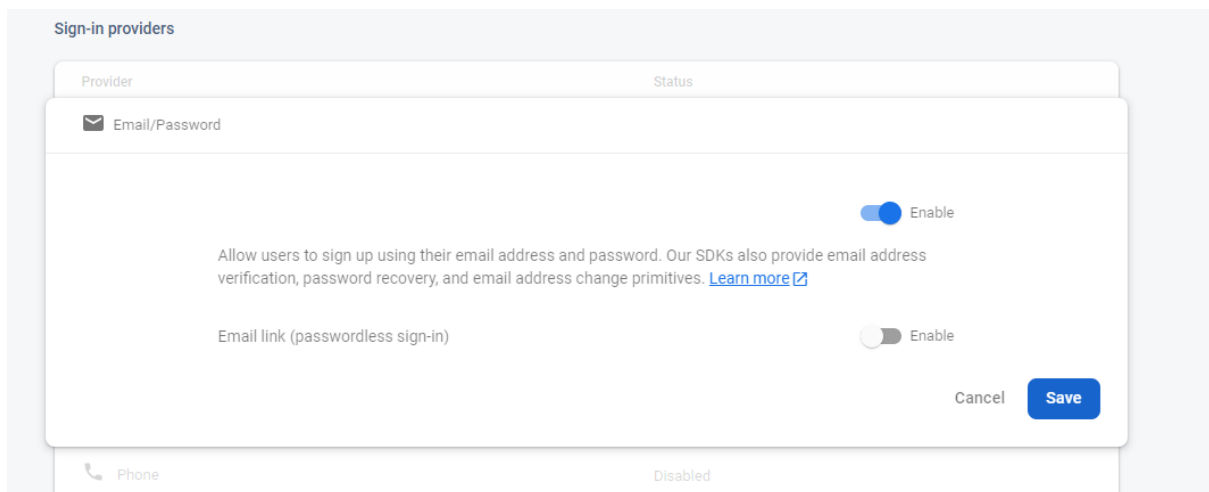 Sign-in providers
Provider Status
Email/Password
Enable
Allow users to sign up using their email address and password. Our SDKs also provide email address
verification, password recovery, and email address change primitives. Learn more
Email link (passwordless sign-in) Enable
Cancel Save
Phone Disabled